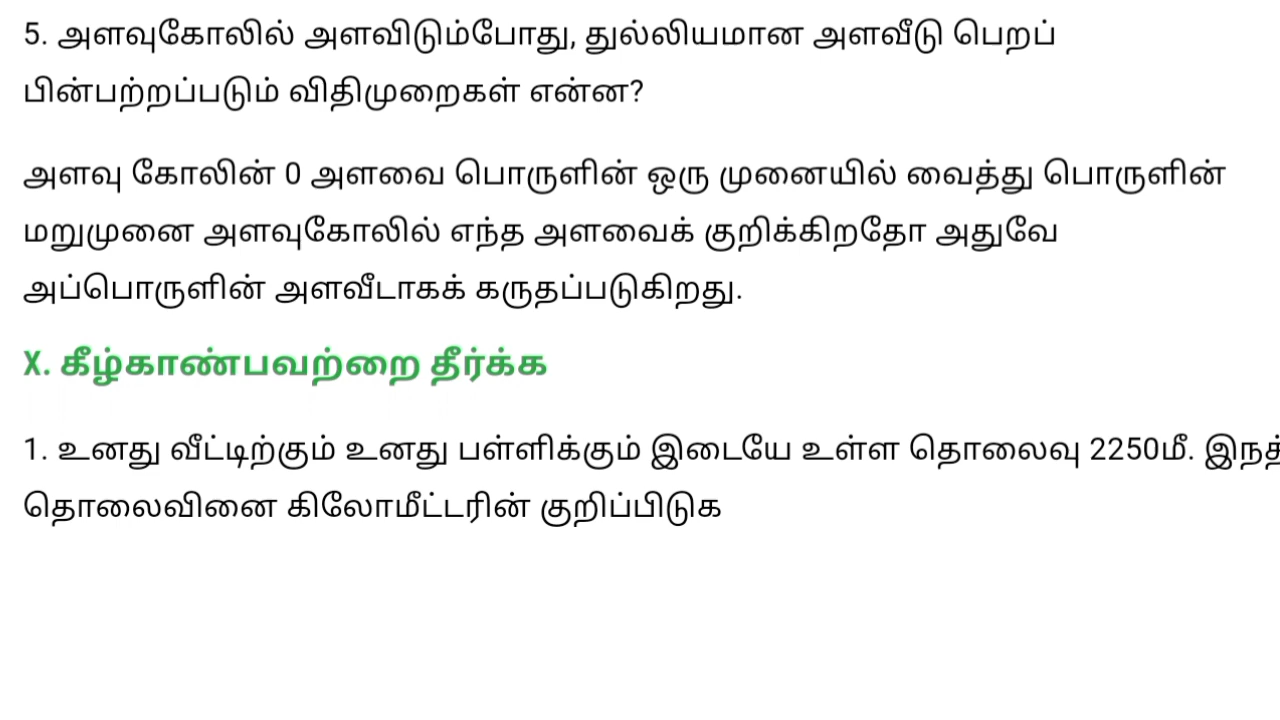 5. அளவுகோலில் அளவிடும்போது, துல்லியமான அளவீடு பெறப்
பின்பற்றப்படும் விதிமுறைகள் என்ன?
அளவு கோலின் 0 அளவை பொருளின் ஒரு முனையில் வைத்து பொருளின்
மறுமுனை அளவுகோலில் எந்த அளவைக் குறிக்கிறதோ அதுவே
அப்பொருளின் அளவீடாகக் கருதப்படுகிறது.
X. கீழ்காண்பவற்றை தீர்க்க
1. உனது வீட்டிற்கும் உனது பள்ளிக்கும் இடையே உள்ள தொலைவு 2250மீ.
தொலைவினை கிலோமீட்டரின் குறிப்பிடுக